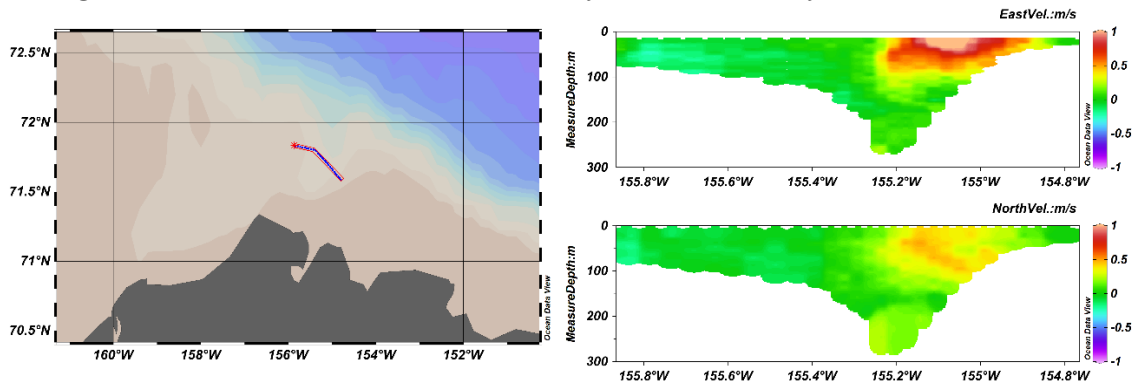 72.5°N
72°N
71.5°N
71°N
70.5°N
160°W
158°W
156°W
154°W
152°W
Ocean Data View
EastVel.:m/s
MeasureDepth:m
0
100
200
300
155.8°W
155.6°W
155.4°W
155.2°W
155°W
154.8°W
1
0.5
0
-0.5
-1
Ocean Data View
NorthVel.:m/s
MeasureDepth:m
0
100
200
300
155.8°W
155.6°W
155.4°W
155.2°W
155°W
154.8°W
1
0.5
0
-0.5
-1
Ocean Data View